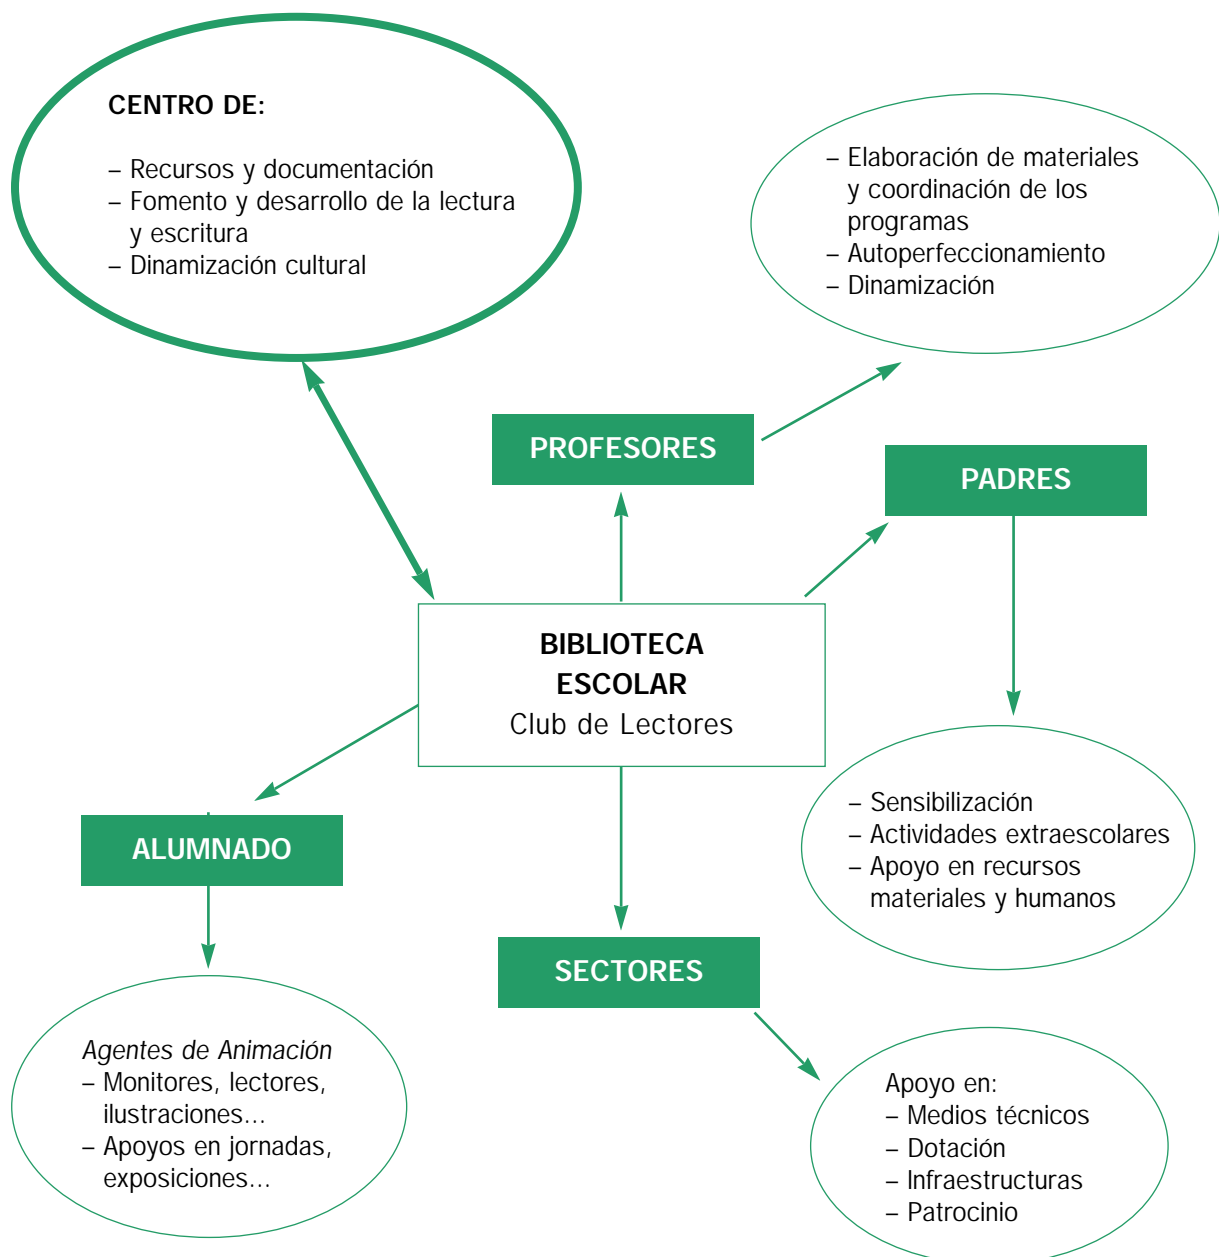 CENTRO DE:
– Recursos y documentación
– Fomento y desarrollo de la lectura
y escritura
– Dinamización cultural
– Elaboración de materiales
y coordinación de los
programas
– Autoperfeccionamiento
– Dinamización
PROFESORES
PADRES
BIBLIOTECA
ESCOLAR
Club de Lectores
– Sensibilización
– Actividades extraescolares
– Apoyo en recursos
materiales y humanos
ALUMNADO
SECTORES
Agentes de Animación
– Monitores, lectores,
ilustraciones...
– Apoyos en jornadas,
exposiciones...
Apoyo en:
– Medios técnicos
– Dotación
– Infraestructuras
– Patrocinio